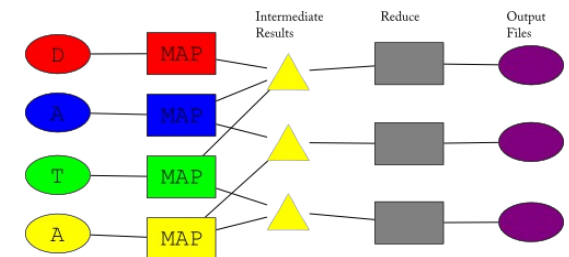 Intermediate
Results
Reduce
Output
Files
D
MAP
A
MAP
T
MAP
A
MAP